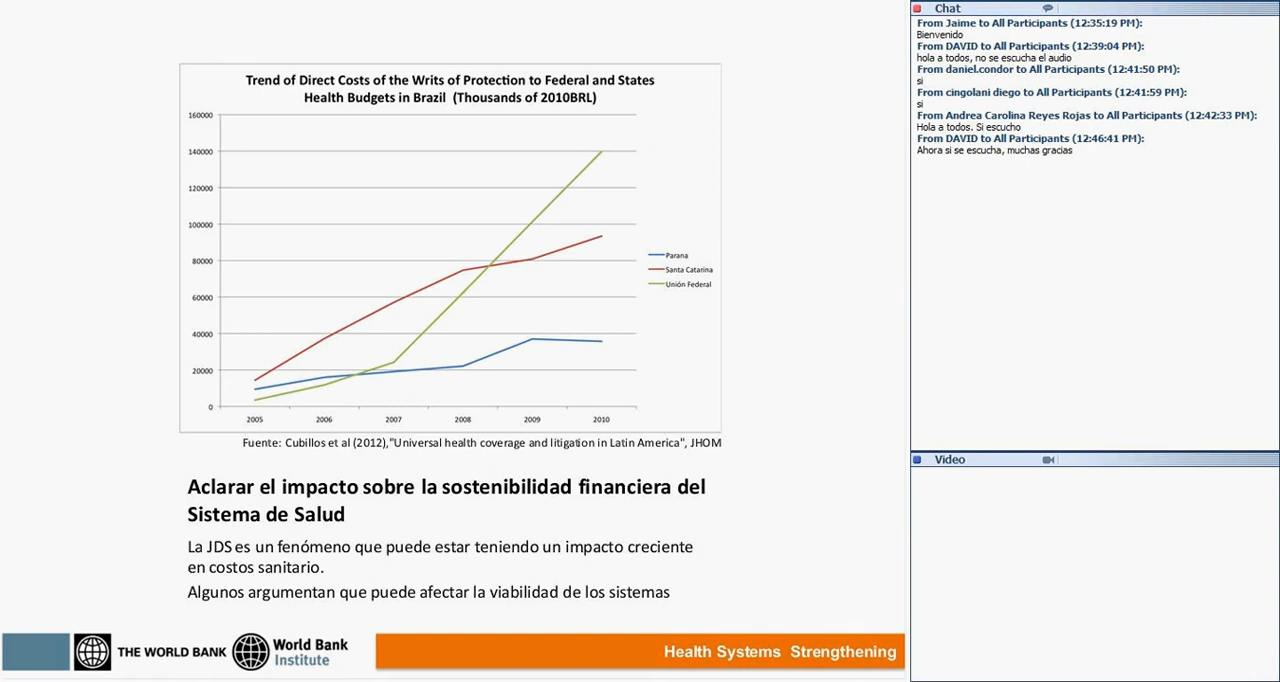 Trend of Direct Costs of the Writs of Protection to Federal and States
Health Budgets in Brazil (Thousands of 2010BRL)
160000
140000
120000
100000
80000
60000
40000
20000
0
2005 2006 2007 2008 2009 2010
Parana
Santa Catarina
Unión Federal
Fuente: Cubillos et al (2012),"Universal health coverage and litigation in Latin America", JHOM
Aclarar el impacto sobre la sostenibilidad financiera del
Sistema de Salud
La JDS es un fenómeno que puede estar teniendo un impacto creciente
en costos sanitario.
Algunos argumentan que puede afectar la viabilidad de los sistemas
THE WORLD BANK
World Bank
Institute
Health Systems Strengthening
Chat
From Jaime to All Participants (12:35:19 PM):
Bienvenido
From DAVID to All Participants (12:39:04 PM):
hola a todos, no se escucha el audio
From daniel.condor to All Participants (12:41:50 PM):
si
From cingolani diego to All Participants (12:41:59 PM):
si
From Andrea Carolina Reyes Rojas to All Participants (12:42:33 PM):
Hola a todos. Si escucho
From DAVID to All Participants (12:46:41 PM):
Ahora si se escucha, muchas gracias
Video